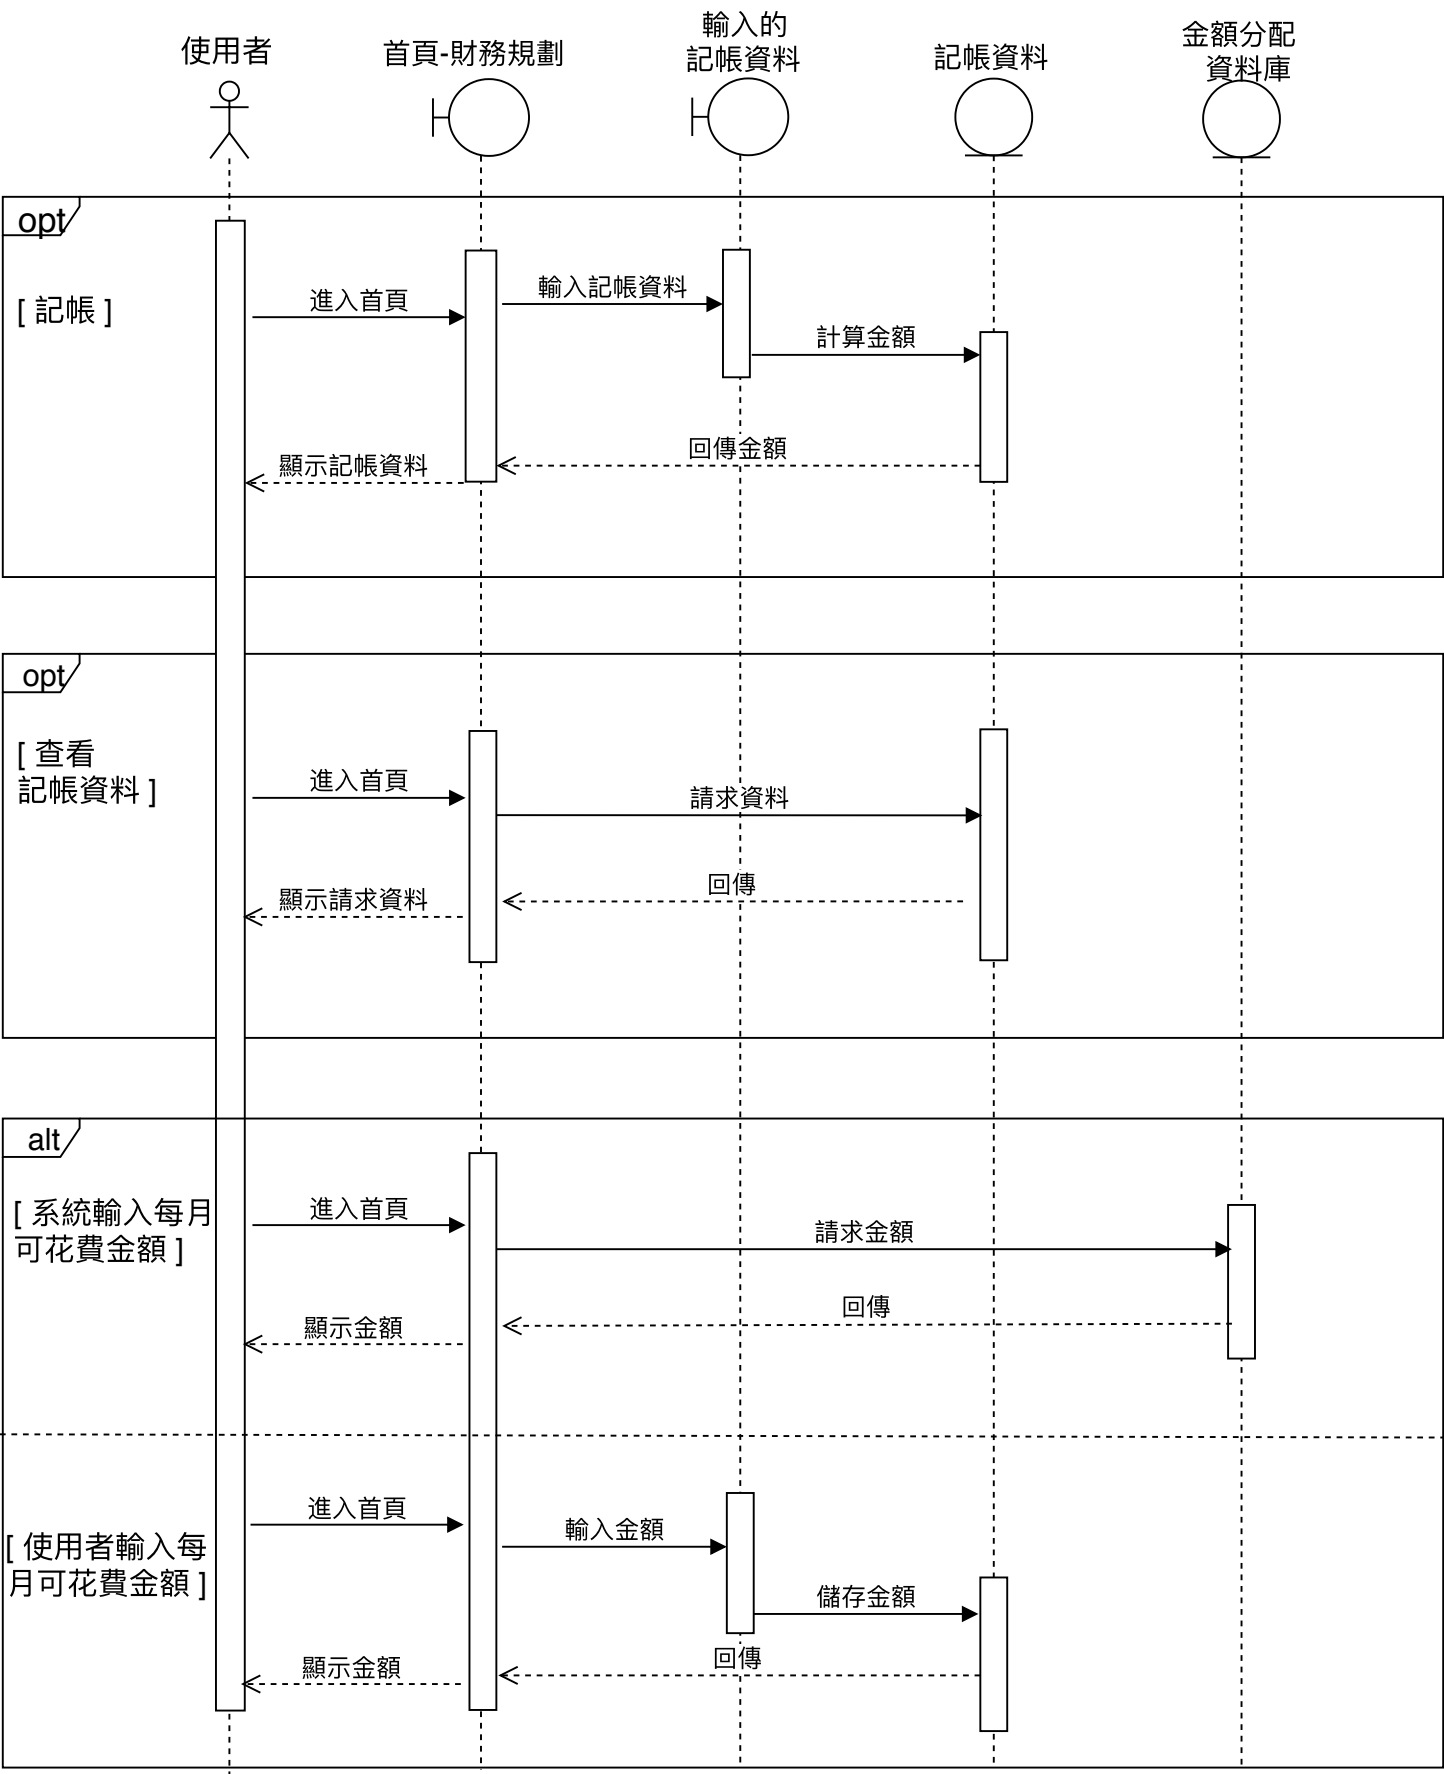 使用者
首頁-財務規劃
輸入的
記帳資料
記帳資料
金額分配
資料庫
opt
[ 記帳 ]
進入首頁
輸入記帳資料
計算金額
回傳金額
顯示記帳資料
opt
[ 查看
記帳資料 ]
進入首頁
請求資料
回傳
顯示請求資料
alt
[ 系統輸入每月
可花費金額 ]
進入首頁
請求金額
回傳
顯示金額
[ 使用者輸入每
月可花費金額 ]
進入首頁
輸入金額
儲存金額
回傳
顯示金額